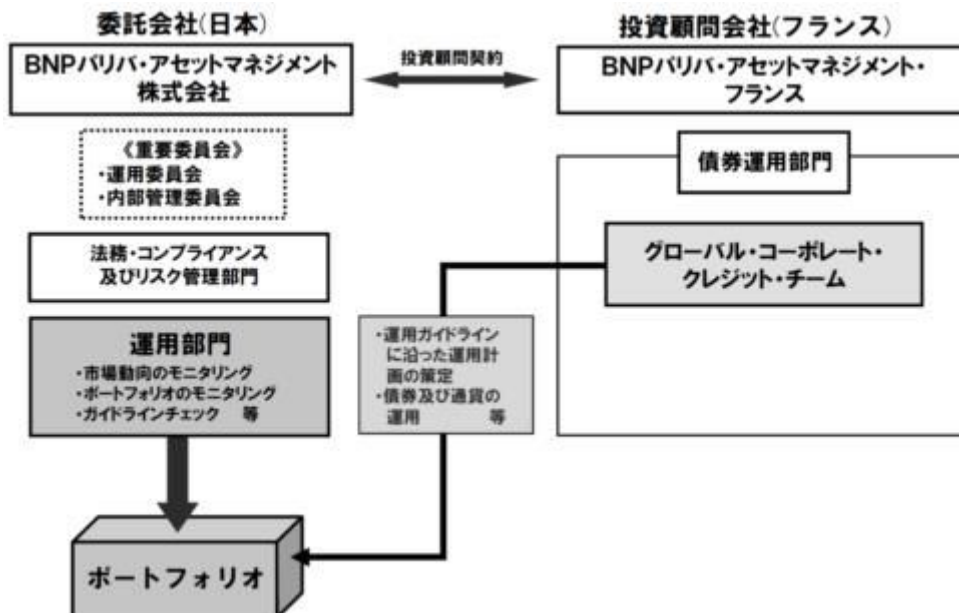 委託会社(日本)
BNPパリバ・アセットマネジメント
株式会社
《重要委員会》
・運用委員会
・内部管理委員会
法務・コンプライアンス
及びリスク管理部門
運用部門
・市場動向のモニタリング
・ポートフォリオのモニタリング
・ガイドラインチェック　等
ポートフォリオ
投資顧問契約
・運用ガイドライン
に沿った運用計
画の策定
・債券及び通貨の
運用　　　等
投資顧問会社(フランス)
BNPパリバ・アセットマネジメント・
フランス
債券運用部門
グローバル・コーポレート・
クレジット・チーム